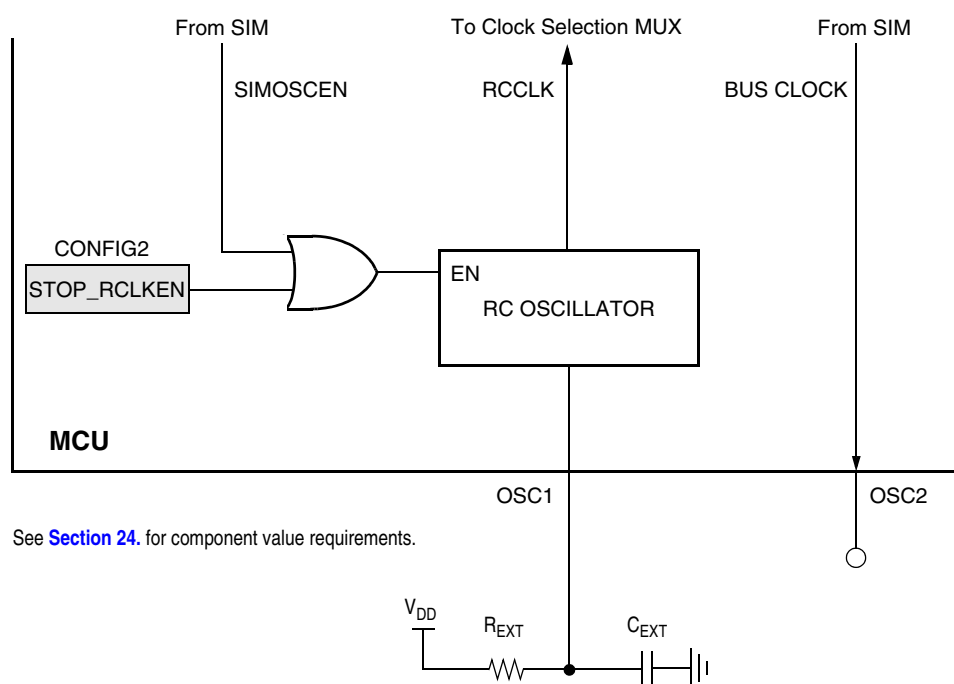 From SIM
To Clock Selection MUX
From SIM
SIMOSCEN
RCCLK
BUS CLOCK
CONFIG2
STOP_RCLKEN
EN
RC OSCILLATOR
MCU
OSC1
OSC2
See Section 24. for component value requirements.
VDD
REXT
CEXT